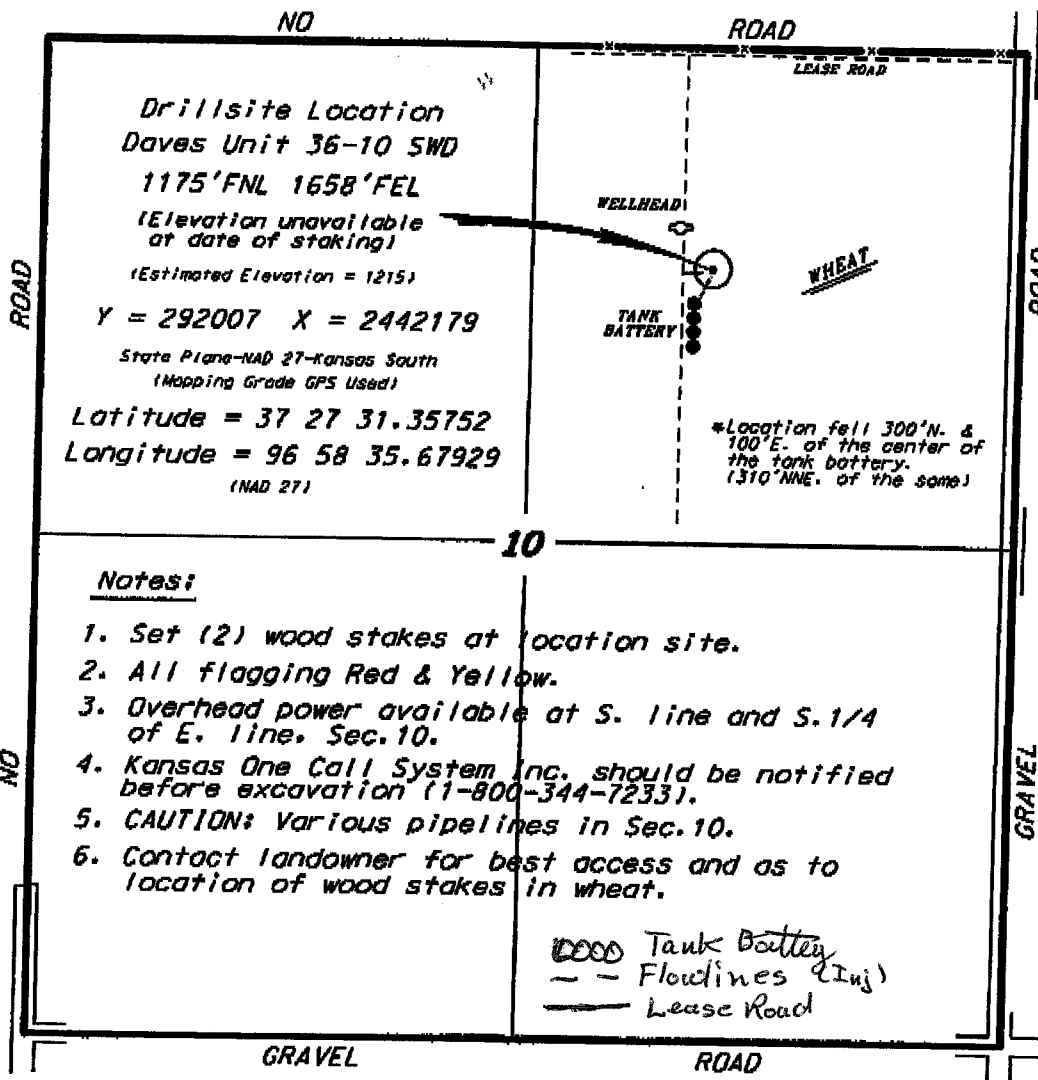 NO ROAD
LEASE ROAD
Drillsite Location
Daves Unit 36-10 SWD
1175'FNL 1658'FEL
(Elevation unavailable
at date of staking)
(Estimated Elevation = 1215)
Y = 292007 X = 2442179
State Plane-NAD 27-Kansas South
(Mapping Grade GPS Used)
Latitude = 37 27 31.35752
Longitude = 96 58 35.67929
(NAD 27)
ROAD
NO
WELLHEAD
TANK
BATTERY
WHEAT
*Location fell 300'N. &
100'E. of the center of
the tank battery.
(310'NNE. of the same)
ROAD
GRAVEL
10
Notes:
1. Set (2) wood stakes at location site.
2. All flagging Red & Yellow.
3. Overhead power available at S. line and S.1/4
of E. line, Sec.10.
4. Kansas One Call System Inc. should be notified
before excavation (1-800-344-7233).
5. CAUTION: Various pipelines in Sec.10.
6. Contact landowner for best access and as to
location of wood stakes in wheat.
Tank Battey
Flowlines (Inj)
Lease Road
GRAVEL ROAD